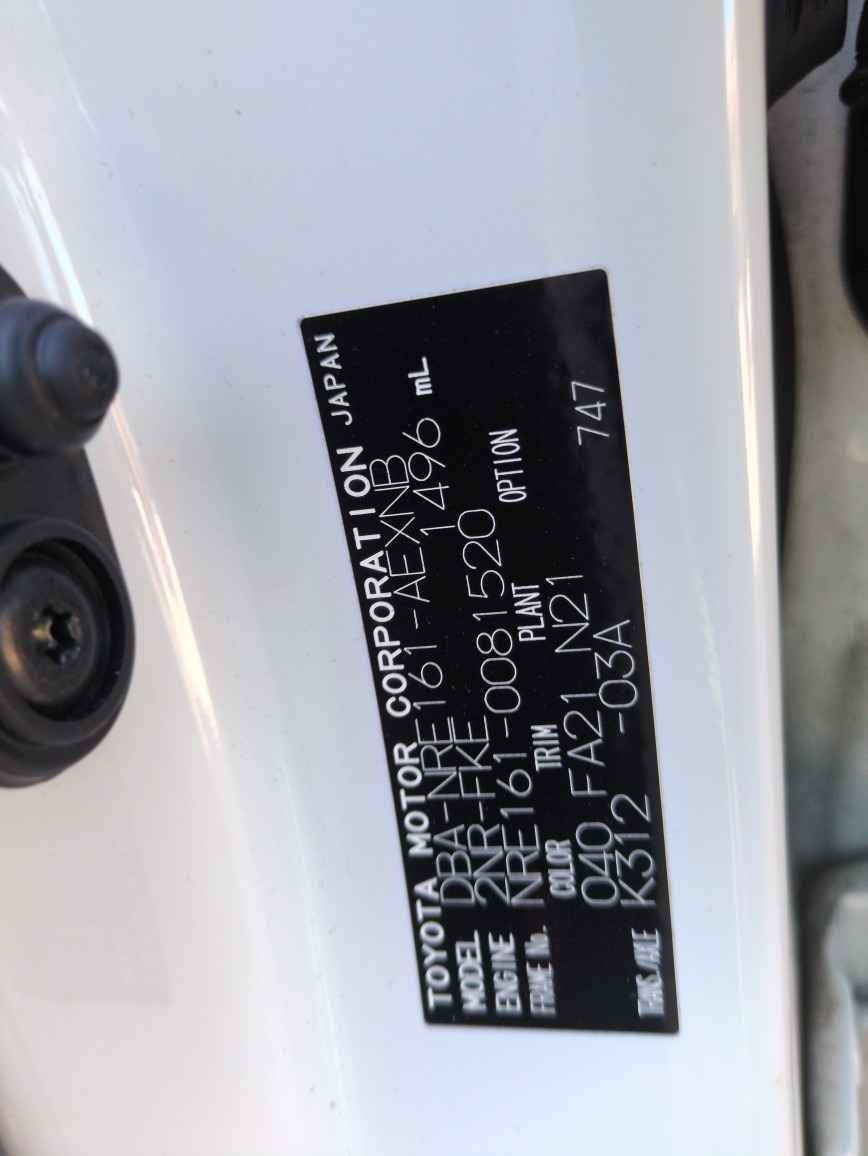 TOYOTA MOTOR CORPORATION JAPAN
MODEL DBA-NRE161-AEXNB
ENGINE 2NR-FKE 1496 mL
FRAME No. NRE161-0081520
COLOR TRIM PLANT OPTION
040 FA21 N21
TRANS./AXLE K312 -03A 747